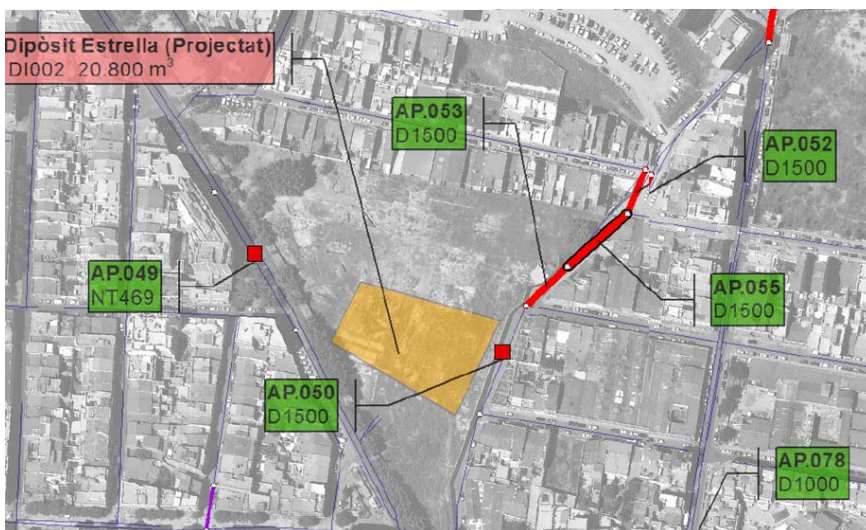 Dipòsit Estrella (Projectat)
DI002 20.800 m³
AP.053
D1500
AP.052
D1500
AP.049
NT469
AP.055
D1500
AP.050
D1500
AP.078
D1000